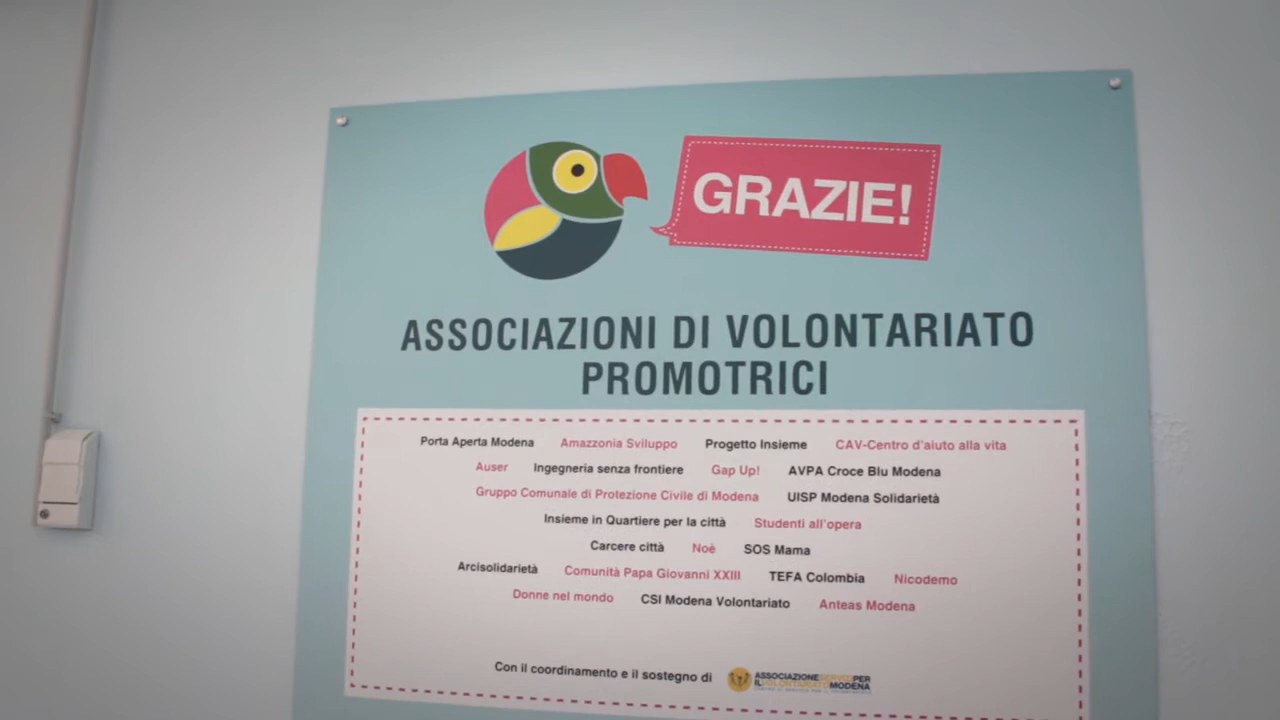 GRAZIE!
ASSOCIAZIONI DI VOLONTARIATO
PROMOTRICI
Porta Aperta Modena Amazzonia Sviluppo Progetto Insieme CAV-Centro d'aiuto alla vita
Auser Ingegneria senza frontiere Gap Up! AVPA Croce Blu Modena
Gruppo Comunale di Protezione Civile di Modena UISP Modena Solidarietà
Insieme in Quartiere per la città Studenti all'opera
Carcere città Noè SOS Mama
Arcisolidarietà Comunità Papa Giovanni XXIII TEFA Colombia Nicodemo
Donne nel mondo CSI Modena Volontariato Anteas Modena
Con il coordinamento e il sostegno di
ASSOCIAZIONESERVIZIPER
ILVOLONTARIATOMODENA